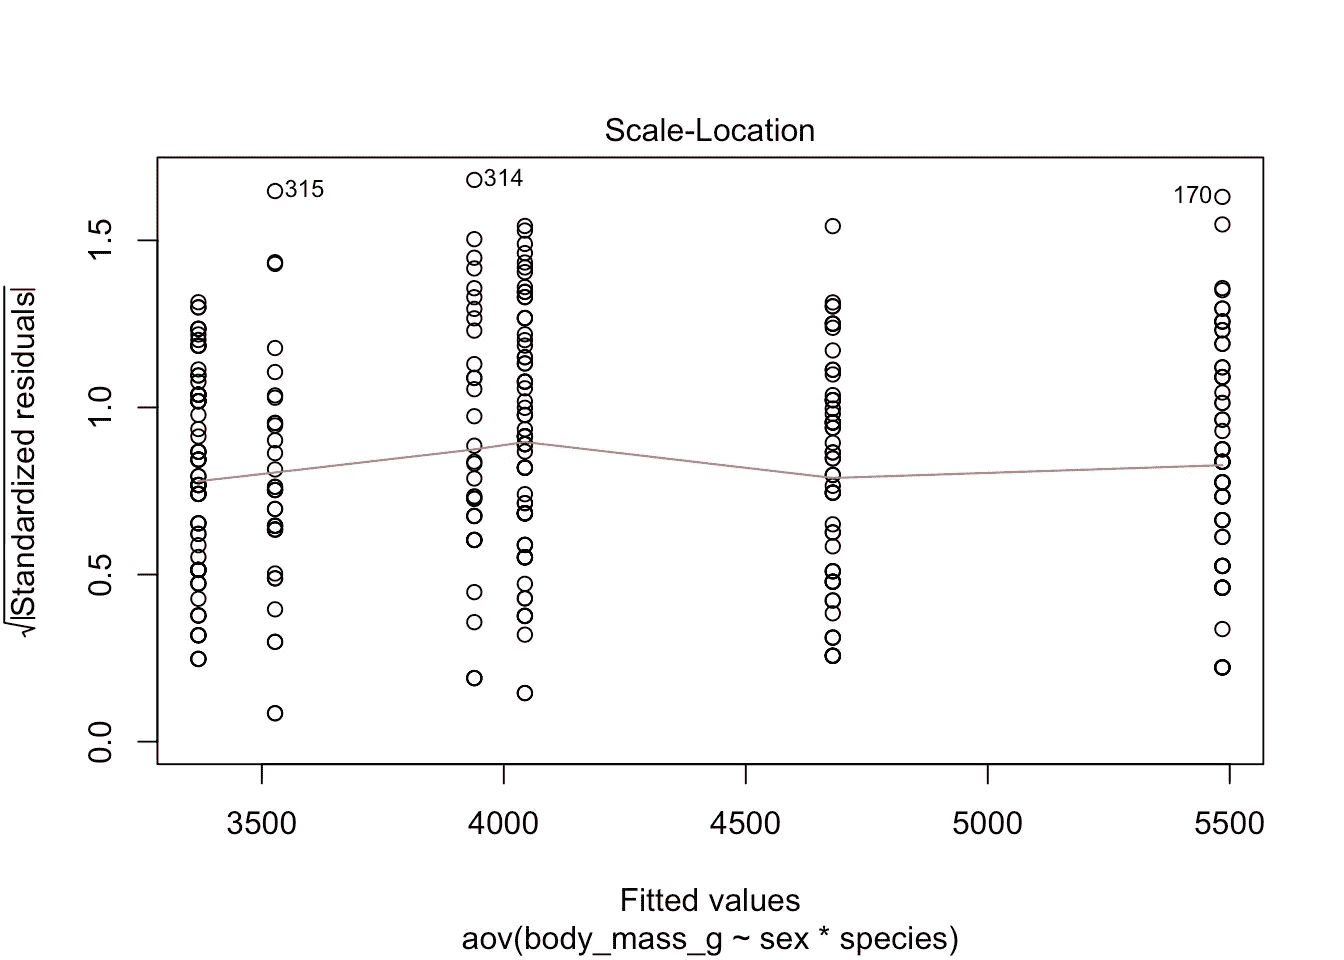 Scale-Location
315
314
170
1.5
1.0
0.5
0.0
√|Standardized residuals|
3500 4000 4500 5000 5500
Fitted values
aov(body_mass_g ~ sex * species)